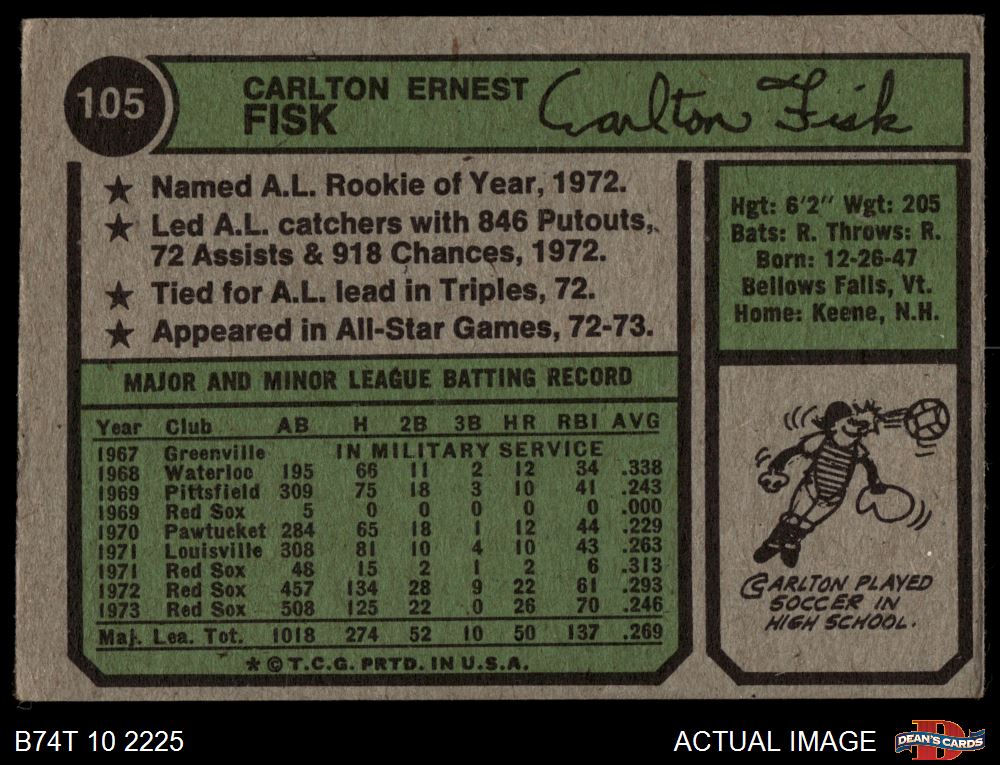 105
CARLTON ERNEST
FISK
Carlton Fisk
★ Named A.L. Rookie of Year, 1972.
★ Led A.L. catchers with 846 Putouts,
72 Assists & 918 Chances, 1972.
★ Tied for A.L. lead in Triples, 72.
★ Appeared in All-Star Games, 72-73.
Hgt: 6'2" Wgt: 205
Bats: R. Throws: R.
Born: 12-26-47
Bellows Falls, Vt.
Home: Keene, N.H.
MAJOR AND MINOR LEAGUE BATTING RECORD
Year Club AB H 2B 3B HR RBI AVG
1967 Greenville IN MILITARY SERVICE
1968 Waterloo 195 66 11 2 12 34 .338
1969 Pittsfield 309 75 18 3 10 41 .243
1969 Red Sox 5 0 0 0 0 0 .000
1970 Pawtucket 284 65 18 1 12 44 .229
1971 Louisville 308 81 10 4 10 43 .263
1971 Red Sox 48 15 2 1 2 6 .313
1972 Red Sox 457 134 28 9 22 61 .293
1973 Red Sox 508 125 22 0 26 70 .246
Maj. Lea. Tot. 1018 274 52 10 50 137 .269
* © T.C.G. PRTD. IN U.S.A.
CARLTON PLAYED
SOCCER IN
HIGH SCHOOL.
B74T 10 2225
ACTUAL IMAGE
D
DEAN'S CARDS